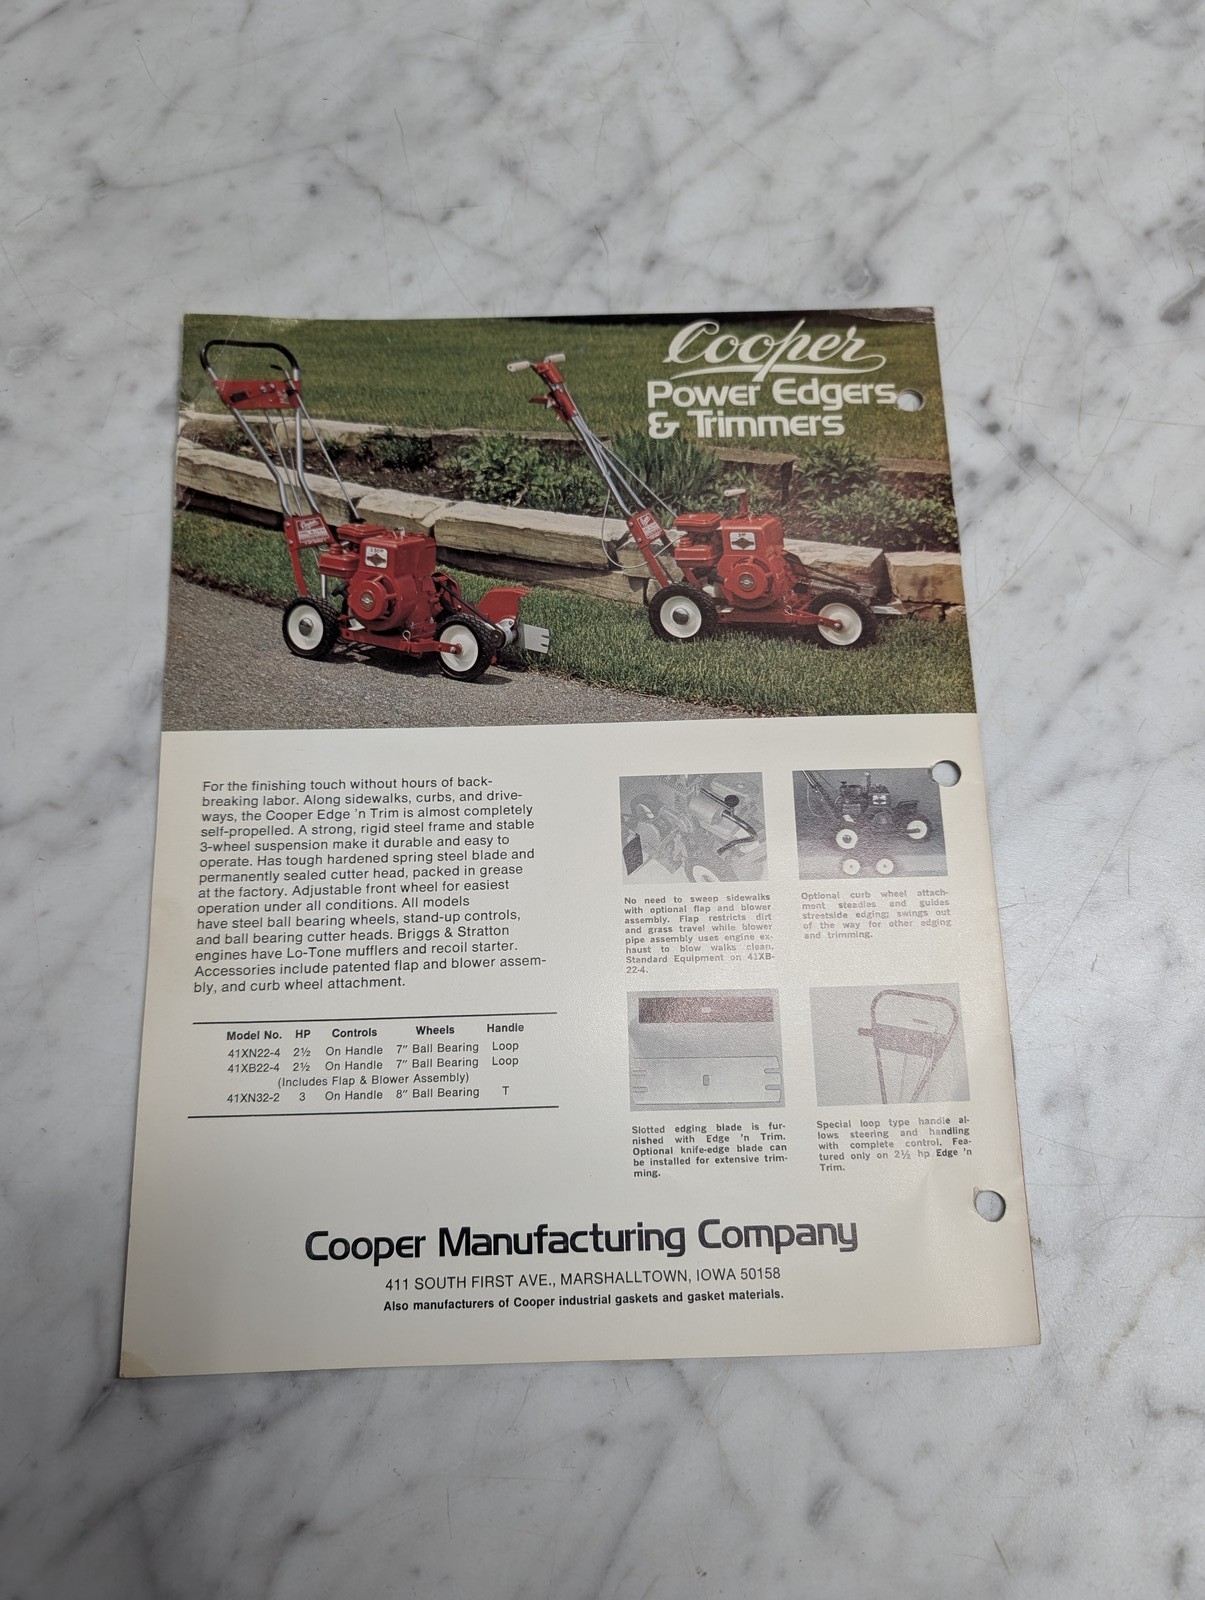 Cooper
Power Edgers
& Trimmers
For the finishing touch without hours of back-
breaking labor. Along sidewalks, curbs, and drive-
ways, the Cooper Edge 'n Trim is almost completely
self-propelled. A strong, rigid steel frame and stable
3-wheel suspension make it durable and easy to
operate. Has tough hardened spring steel blade and
permanently sealed cutter head, packed in grease
at the factory. Adjustable front wheel for easiest
operation under all conditions. All models
have steel ball bearing wheels, stand-up controls,
and ball bearing cutter heads. Briggs & Stratton
engines have Lo-Tone mufflers and recoil starter.
Accessories include patented flap and blower assem-
bly, and curb wheel attachment.
Model No. HP Controls Wheels Handle
41XN22-4 2½ On Handle 7" Ball Bearing Loop
41XB22-4 2½ On Handle 7" Ball Bearing Loop
(Includes Flap & Blower Assembly)
41XN32-2 3 On Handle 8" Ball Bearing T
No need to sweep sidewalks
with optional flap and blower
assembly. Flap restricts dirt
and grass travel while blower
pipe assembly uses engine ex-
haust to blow walks clean.
Standard Equipment on 41XB-
22-4.
Optional curb wheel attach-
ment steadies and guides
streetside edging; swings out
of the way for other edging
and trimming.
Slotted edging blade is fur-
nished with Edge 'n Trim.
Optional knife-edge blade can
be installed for extensive trim-
ming.
Special loop type handle al-
lows steering and handling
with complete control. Fea-
tured only on 2½ hp Edge 'n
Trim.
Cooper Manufacturing Company
411 SOUTH FIRST AVE., MARSHALLTOWN, IOWA 50158
Also manufacturers of Cooper industrial gaskets and gasket materials.